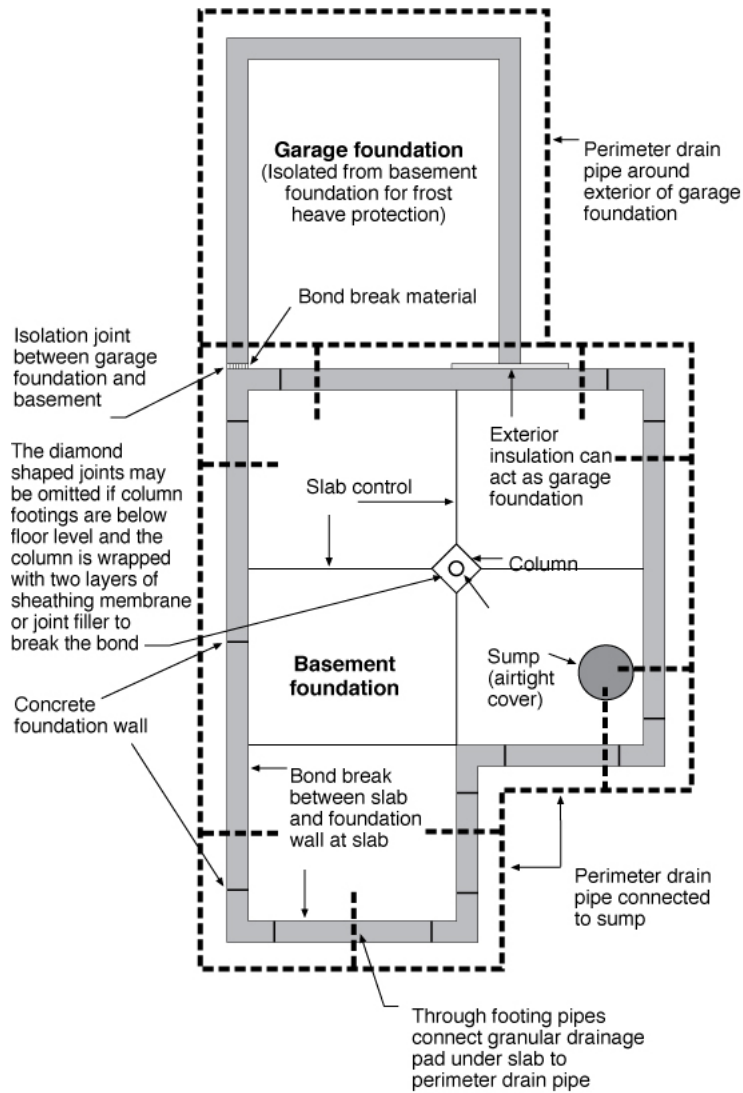 Garage foundation
(Isolated from basement
foundation for frost
heave protection)
Perimeter drain
pipe around
exterior of garage
foundation
Bond break material
Isolation joint
between garage
foundation and
basement
The diamond
shaped joints may
be omitted if column
footings are below
floor level and the
column is wrapped
with two layers of
sheathing membrane
or joint filler to
break the bond
Exterior
insulation can
act as garage
foundation
Slab control
Column
Basement
foundation
Sump
(airtight
cover)
Concrete
foundation wall
Bond break
between slab
and foundation
wall at slab
Perimeter drain
pipe connected
to sump
Through footing pipes
connect granular drainage
pad under slab to
perimeter drain pipe